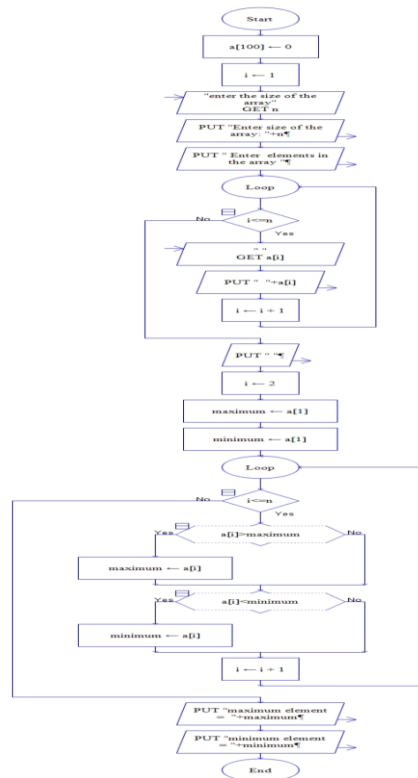 Start
a[100] ← 0
i ← 1
"enter the size of the
array"
GET n
PUT "Enter size of the
array: "+n¶
PUT " Enter  elements in
the array "¶
Loop
No
i<=n
Yes
" "
GET a[i]
PUT "  "+a[i]
i ← i + 1
PUT " "¶
i ← 2
maximum ← a[1]
minimum ← a[1]
Loop
No
i<=n
Yes
Yes
a[i]>maximum
No
maximum ← a[i]
Yes
a[i]<minimum
No
minimum ← a[i]
i ← i + 1
PUT "maximum element
=  "+maximum¶
PUT "minimum element
= "+minimum¶
End